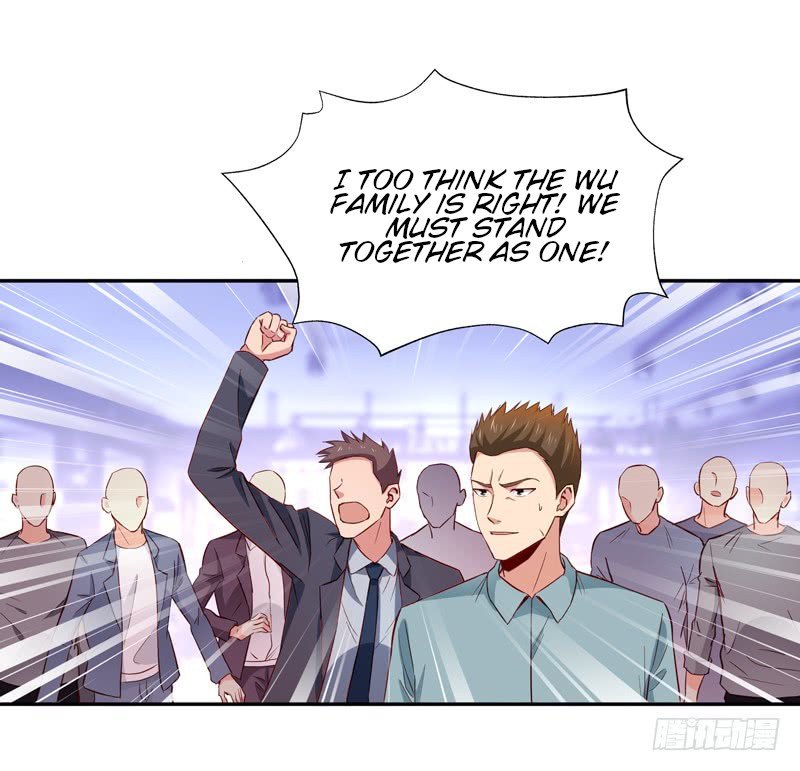 I TOO THINK THE WU
FAMILY IS RIGHT! WE
MUST STAND
TOGETHER AS ONE!
腾讯动漫